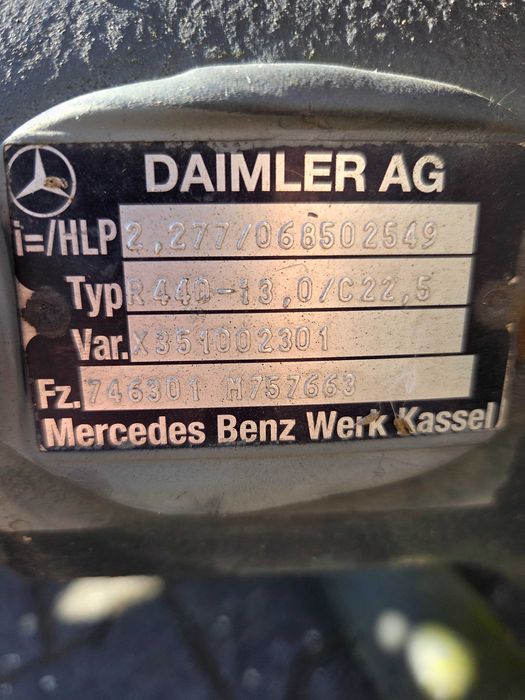 DAIMLER AG
i=/HLP 2,277/068502549
Typ R440-13,0/C22,5
Var. X351002301
Fz. 746301 M757663
Mercedes Benz Werk Kassel